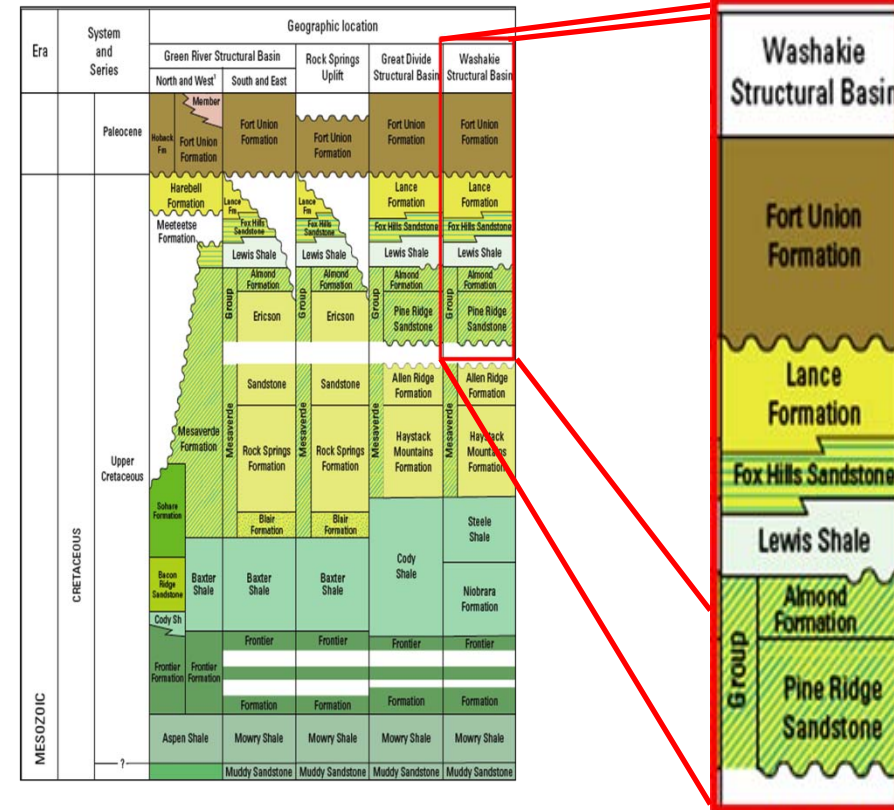 Geographic location
System
and
Series
Era
Green River Structural Basin
Rock Springs
Uplift
Great Divide
Structural Basin
Washakie
Structural Basin
North and West¹
South and East
Paleocene
Member
Hoback
Fm
Fort Union
Formation
Fort Union
Formation
Fort Union
Formation
Fort Union
Formation
Fort Union
Formation
Harebell
Formation
Lance
Fm
Lance
Fm
Lance
Formation
Lance
Formation
Meeteetse
Formation
Fox Hills
Sandstone
Fox Hills
Sandstone
Fox Hills Sandstone
Fox Hills Sandstone
Lewis Shale
Lewis Shale
Lewis Shale
Lewis Shale
Almond
Formation
Almond
Formation
Almond
Formation
Almond
Formation
Group
Group
Group
Group
Ericson
Ericson
Pine Ridge
Sandstone
Pine Ridge
Sandstone
Sandstone
Sandstone
Allen Ridge
Formation
Allen Ridge
Formation
Mesaverde
Formation
Mesaverde
Mesaverde
Mesaverde
Mesaverde
Rock Springs
Formation
Rock Springs
Formation
Haystack
Mountains
Formation
Haystack
Mountains
Formation
Upper
Cretaceous
CRETACEOUS
MESOZOIC
Sohare
Formation
Blair
Formation
Blair
Formation
Steele
Shale
Cody
Shale
Bacon
Ridge
Sandstone
Baxter
Shale
Baxter
Shale
Baxter
Shale
Niobrara
Formation
Cody Sh
Frontier
Formation
Frontier
Formation
Frontier
Frontier
Frontier
Frontier
Formation
Formation
Formation
Formation
Aspen Shale
Mowry Shale
Mowry Shale
Mowry Shale
Mowry Shale
?
Muddy Sandstone
Muddy Sandstone
Muddy Sandstone
Muddy Sandstone
Washakie
Structural Basin
Fort Union
Formation
Lance
Formation
Fox Hills Sandstone
Lewis Shale
Almond
Formation
Group
Pine Ridge
Sandstone